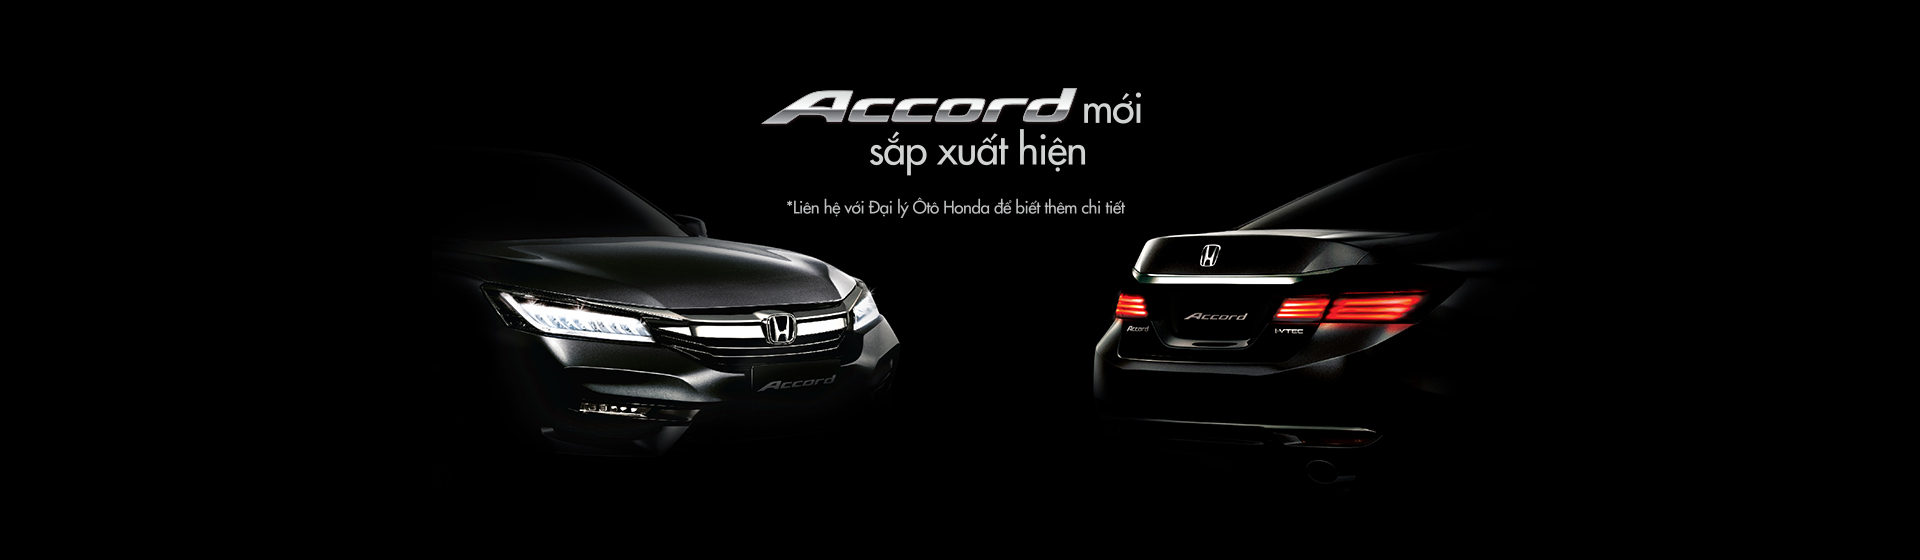 Accord mới
sắp xuất hiện
*Liên hệ với Đại lý Ôtô Honda để biết thêm chi tiết
Accord
Accord
Accord
i-VTEC